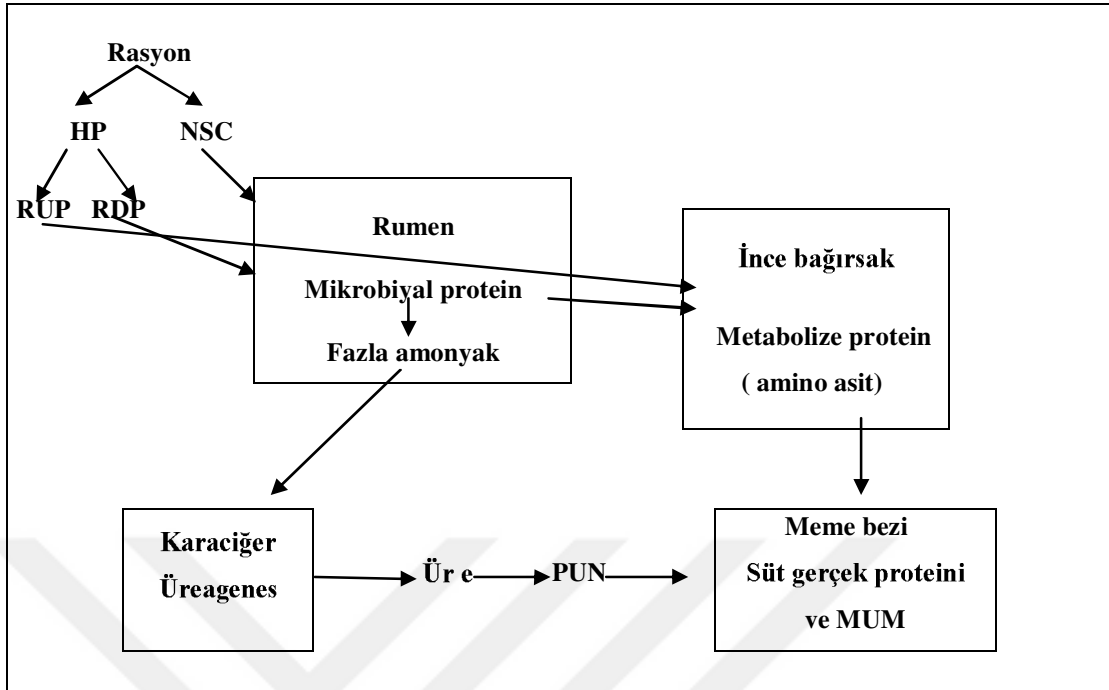 Rasyon
HP NSC
RUP RDP
Rumen
Mikrobiyal protein
Fazla amonyak
İnce bağırsak
Metabolize protein
( amino asit)
Karaciğer
Üreagenes
Ür e
PUN
Meme bezi
Süt gerçek proteini
ve MUM